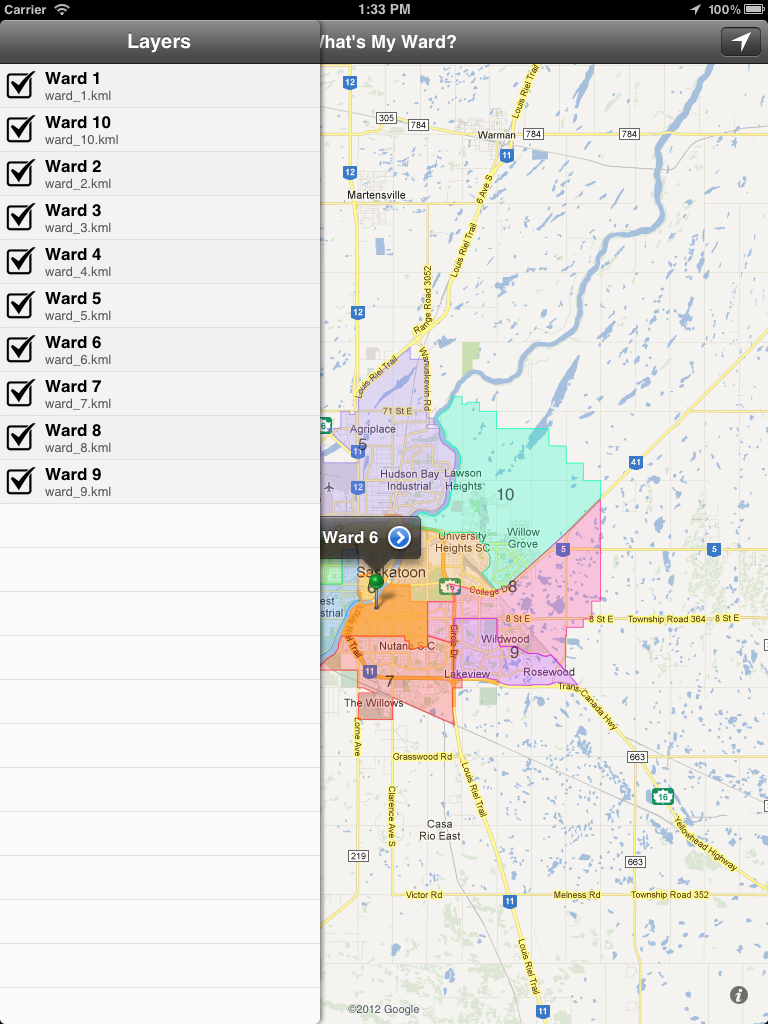 Carrier 1:33 PM 100%
Layers
hat's My Ward?
Ward 1
ward_1.kml
Ward 10
ward_10.kml
Ward 2
ward_2.kml
Ward 3
ward_3.kml
Ward 4
ward_4.kml
Ward 5
ward_5.kml
Ward 6
ward_6.kml
Ward 7
ward_7.kml
Ward 8
ward_8.kml
Ward 9
ward_9.kml
Louis Riel Trail
12
305
784
Warman
784
784
11
12
Martensville
6 Ave S
Louis Riel Trail
Range Road 3052
12
Louis Riel Trail
Wanuskewin Rd
71 St E
6
Agriplace
5
11
41
Hudson Bay
Industrial
Lawson
Heights
12
10
Ward 6
University
Heights SC
Willow
Grove
5
5
Saskatoon
6
16
College Dr
8
est
strial
Louis Riel Trail
8 St E
8 St E
Township Road 364
Circle Dr
Wildwood
Nutana S.C.
9
11
7
Lakeview
Rosewood
The Willows
Trans-Canada Hwy
Lorne Ave
Grasswood Rd
663
Louis Riel Trail
Clarence Ave S
16
Casa
Rio East
Yellowhead Highway
219
663
Victor Rd
11
Melness Rd
Township Road 352
Louis Riel Trail
©2012 Google
i
11